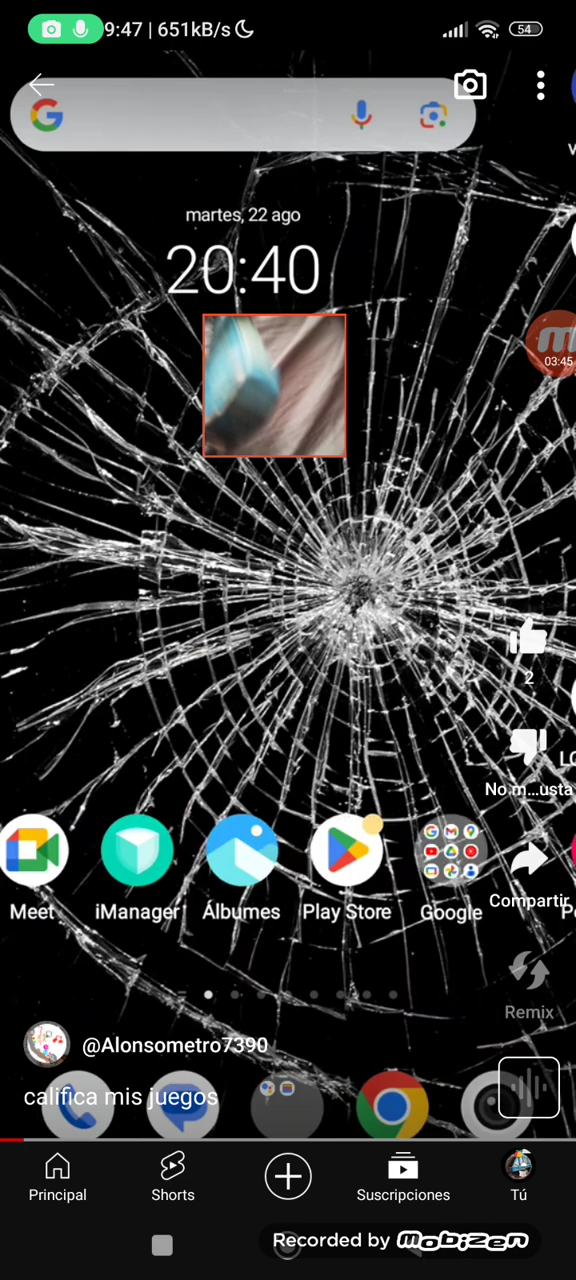 9:47 | 651kB/s
54
martes, 22 ago
20:40
03:45
2
No m...usta
Compartir
Meet
iManager
Álbumes
Play Store
Google
Remix
@Alonsometro7390
califica mis juegos
Principal
Shorts
Suscripciones
Tú
Recorded by Mobizen